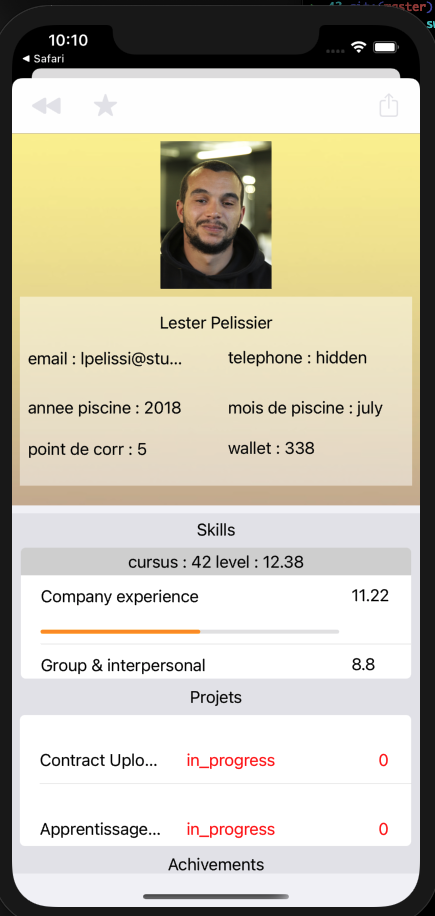 10:10
Safari
Lester Pelissier
email : lpelissi@stu... telephone : hidden
annee piscine : 2018 mois de piscine : july
point de corr : 5 wallet : 338
Skills
cursus : 42 level : 12.38
Company experience 11.22
Group & interpersonal 8.8
Projets
Contract Uplo... in_progress 0
Apprentissage... in_progress 0
Achivements